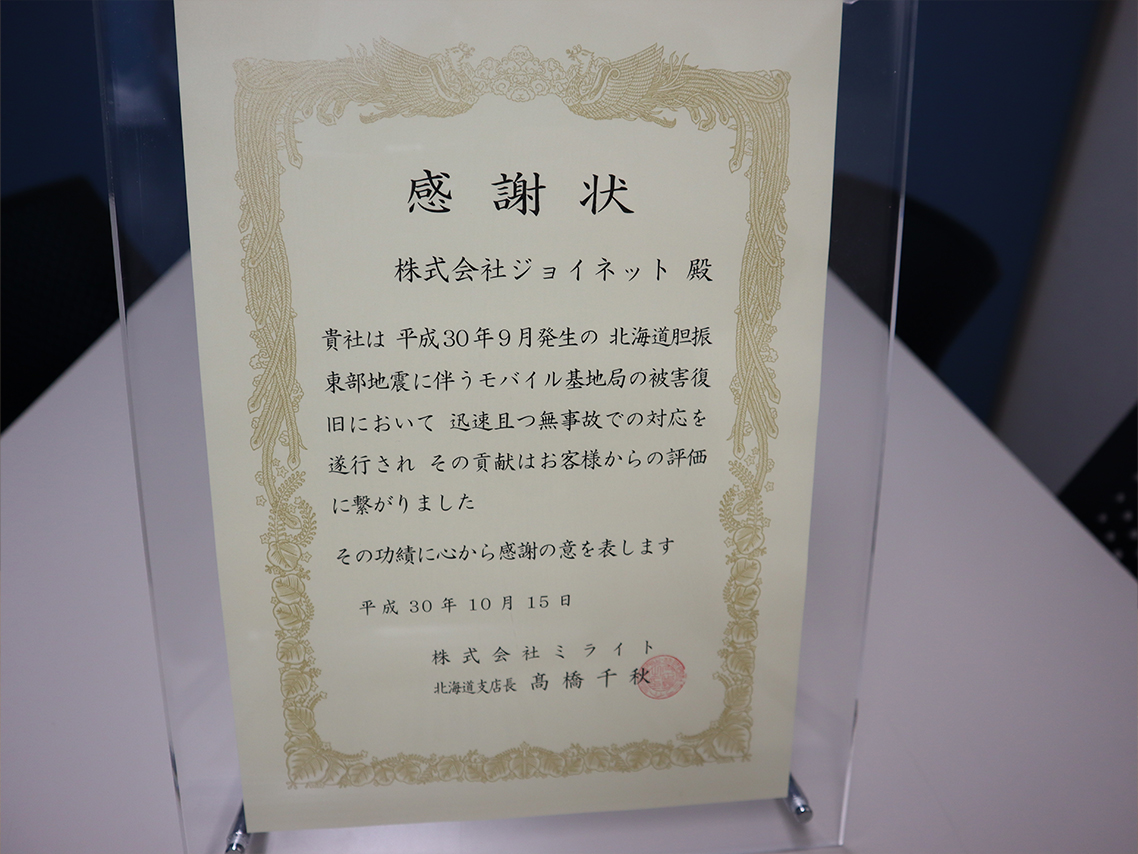 感謝状
株式会社ジョイネット 殿
貴社は 平成30年9月発生の 北海道胆振
東部地震に伴うモバイル基地局の被害復
旧において 迅速且つ無事故での対応を
遂行され その貢献はお客様からの評価
に繋がりました
その功績に心から感謝の意を表します
平成 30 年 10 月 15 日
株式会社ミライト
北海道支店長 髙橋千秋